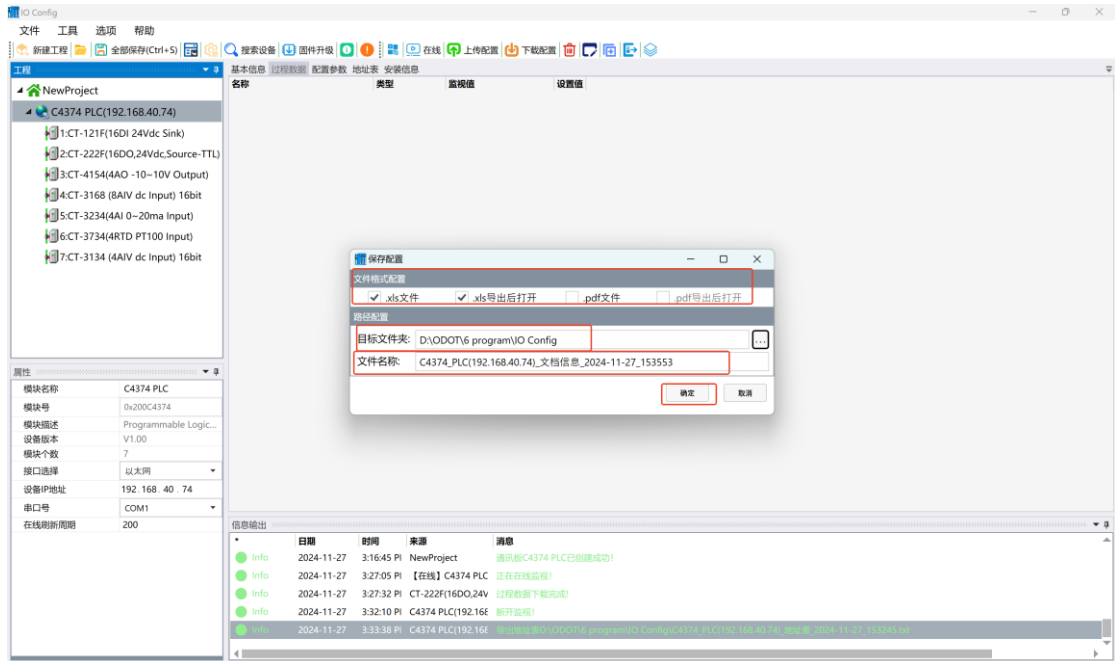 IO Config
文件 工具 选项 帮助
新建工程 全部保存(Ctrl+S) 搜索设备 固件升级 在线 上传配置 下载配置
工程
NewProject
C4374 PLC(192.168.40.74)
1:CT-121F(16DI 24Vdc Sink)
2:CT-222F(16DO,24Vdc,Source-TTL)
3:CT-4154(4AO -10~10V Output)
4:CT-3168 (8AIV dc Input) 16bit
5:CT-3234(4AI 0~20ma Input)
6:CT-3734(4RTD PT100 Input)
7:CT-3134 (4AIV dc Input) 16bit
基本信息 过程数据 配置参数 地址表 安装信息
名称 类型 监视值 设置值
保存配置
文件格式配置
.xls文件 .xls导出后打开 .pdf文件 .pdf导出后打开
路径配置
目标文件夹: D:\ODOT\6 program\IO Config ...
文件名称: C4374_PLC(192.168.40.74)_文档信息_2024-11-27_153553
确定 取消
属性
模块名称 C4374 PLC
模块号 0x200C4374
模块描述 Programmable Logic...
设备版本 V1.00
模块个数 7
接口选择 以太网
设备IP地址 192 . 168 . 40 . 74
串口号 COM1
在线刷新周期 200
信息输出
* 日期 时间 来源 消息
Info 2024-11-27 3:16:45 PI NewProject 通讯板C4374 PLC已创建成功!
Info 2024-11-27 3:27:05 PI 【在线】C4374 PLC 正在在线监视!
Info 2024-11-27 3:27:32 PI CT-222F(16DO,24V 过程数据下载完成!
Info 2024-11-27 3:32:10 PI C4374 PLC(192.168 断开监视!
Info 2024-11-27 3:33:38 PI C4374 PLC(192.168 导出地址表D:\ODOT\6 program\IO Config\C4374_PLC(192.168.40.74)_地址表_2024-11-27_153245.txt